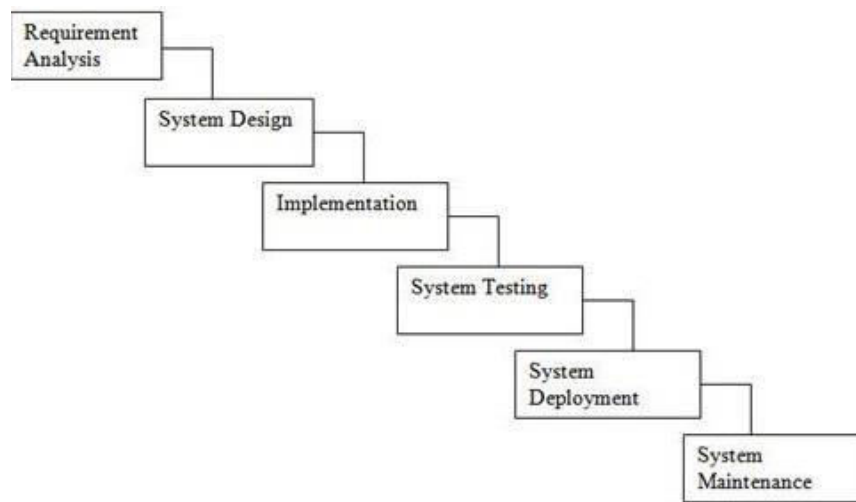 Requirement
Analysis
System Design
Implementation
System Testing
System
Deployment
System
Maintenance